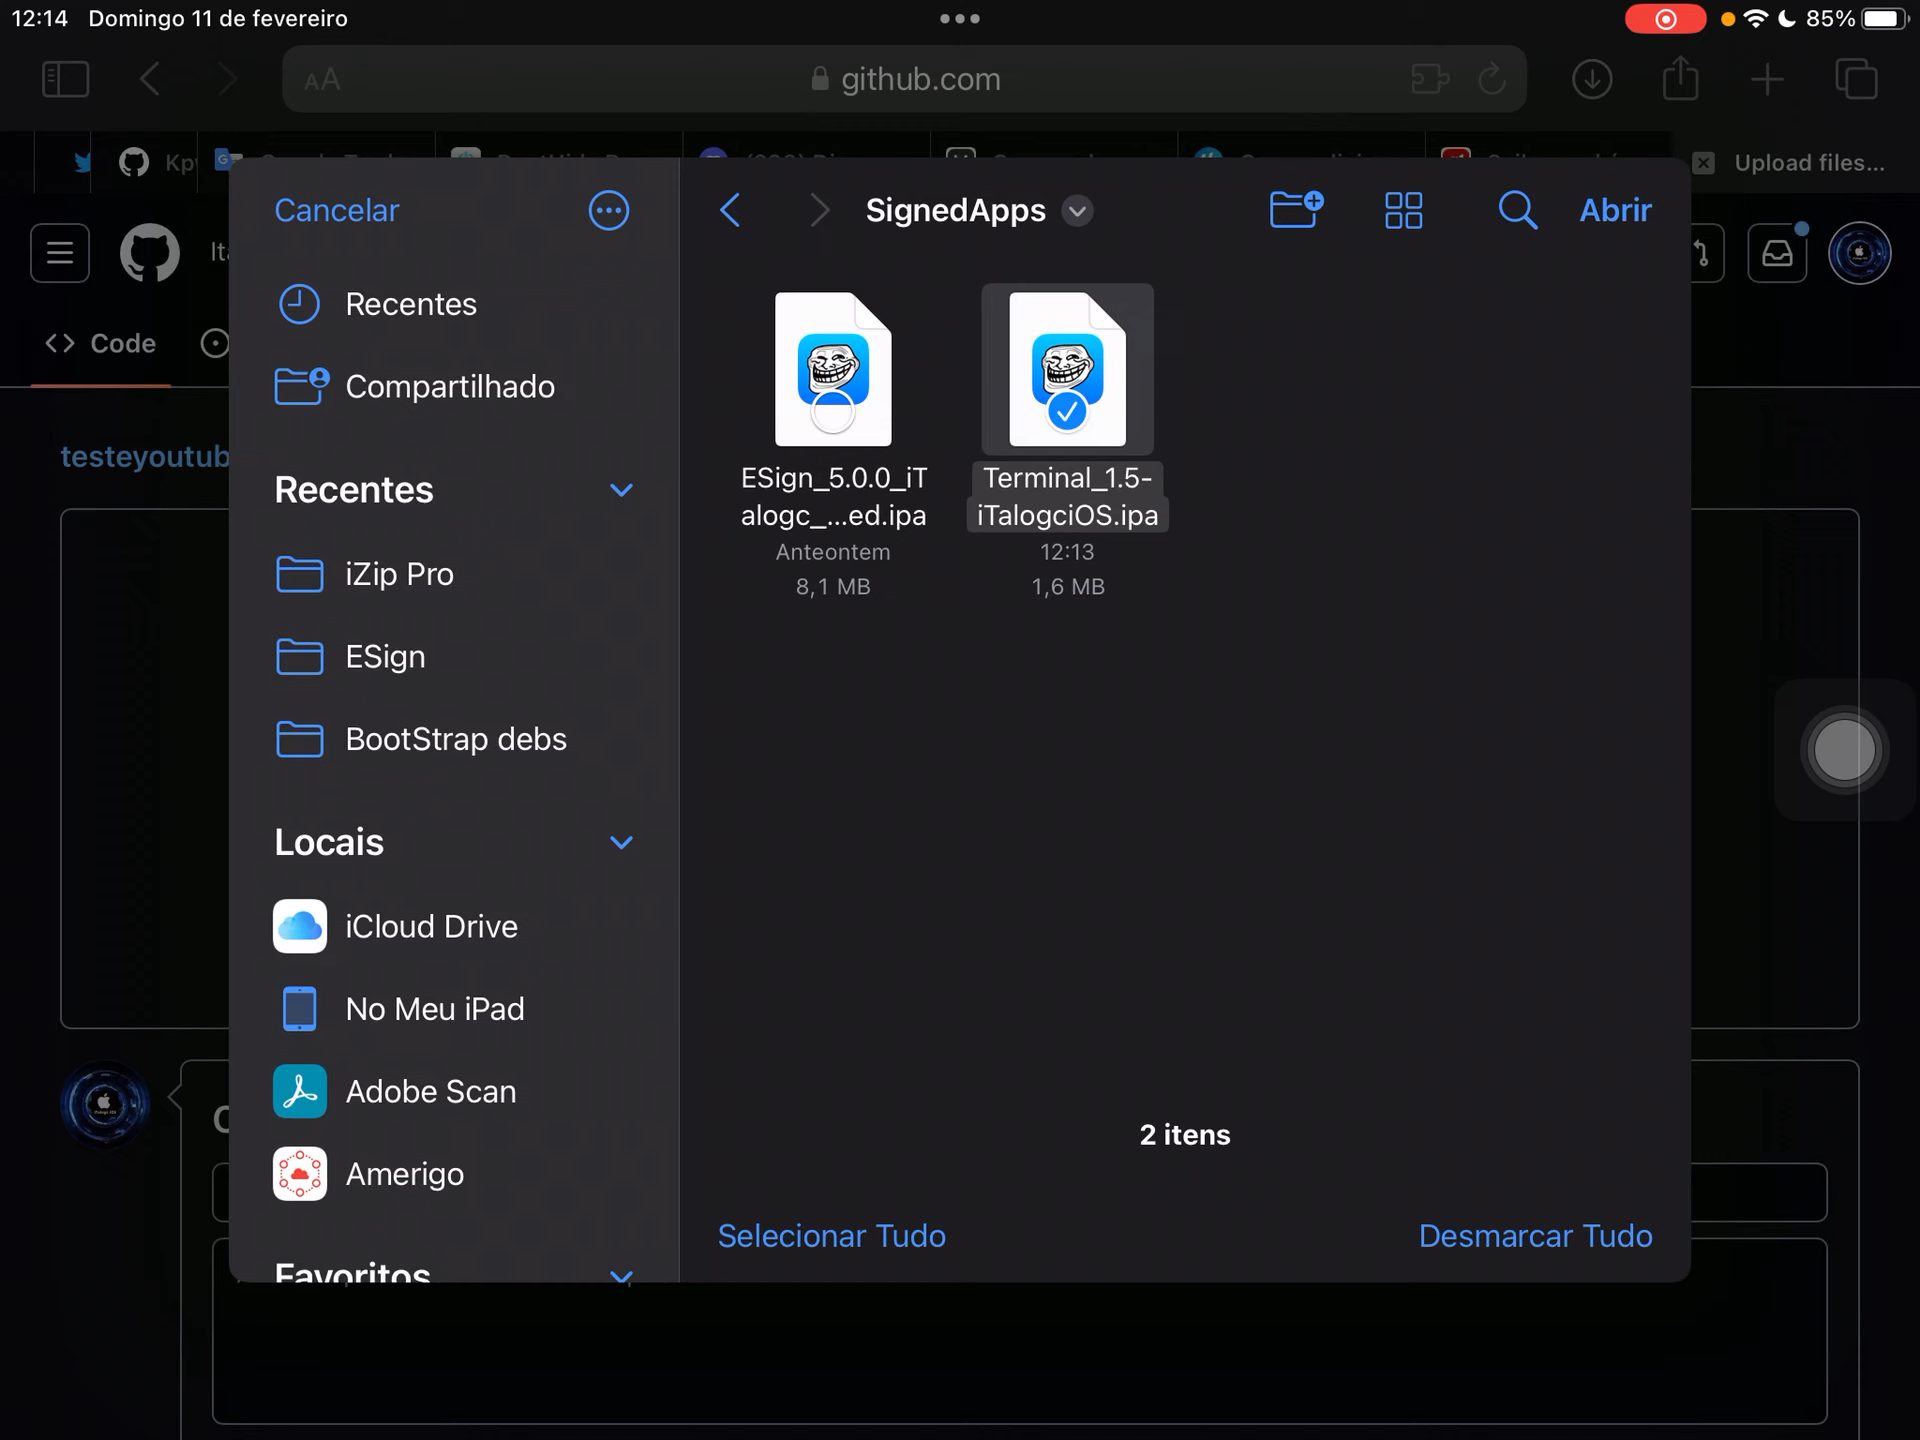 12:14 Domingo 11 de fevereiro
85%
AA
github.com
Upload files...
Cancelar
SignedApps
Abrir
Recentes
Compartilhado
Code
testeyoutub
Recentes
iZip Pro
ESign
BootStrap debs
Locais
iCloud Drive
No Meu iPad
Adobe Scan
Amerigo
Favoritos
ESign_5.0.0_iT
alogc_...ed.ipa
Anteontem
8,1 MB
Terminal_1.5-
iTalogciOS.ipa
12:13
1,6 MB
2 itens
Selecionar Tudo
Desmarcar Tudo